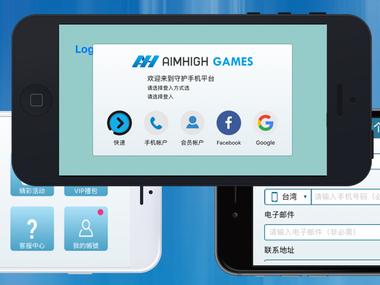 Log
AIMHIGH GAMES
欢迎来到守护手机平台
请选择登入方式选
请选择登入
快速
手机帐户
会员帐户
Facebook
Google
精彩活动
VIP禮包
客服中心
我的帳號
台湾
请输入手机号码（必
电子邮件
请输入电子邮件（非必需）
联系地址